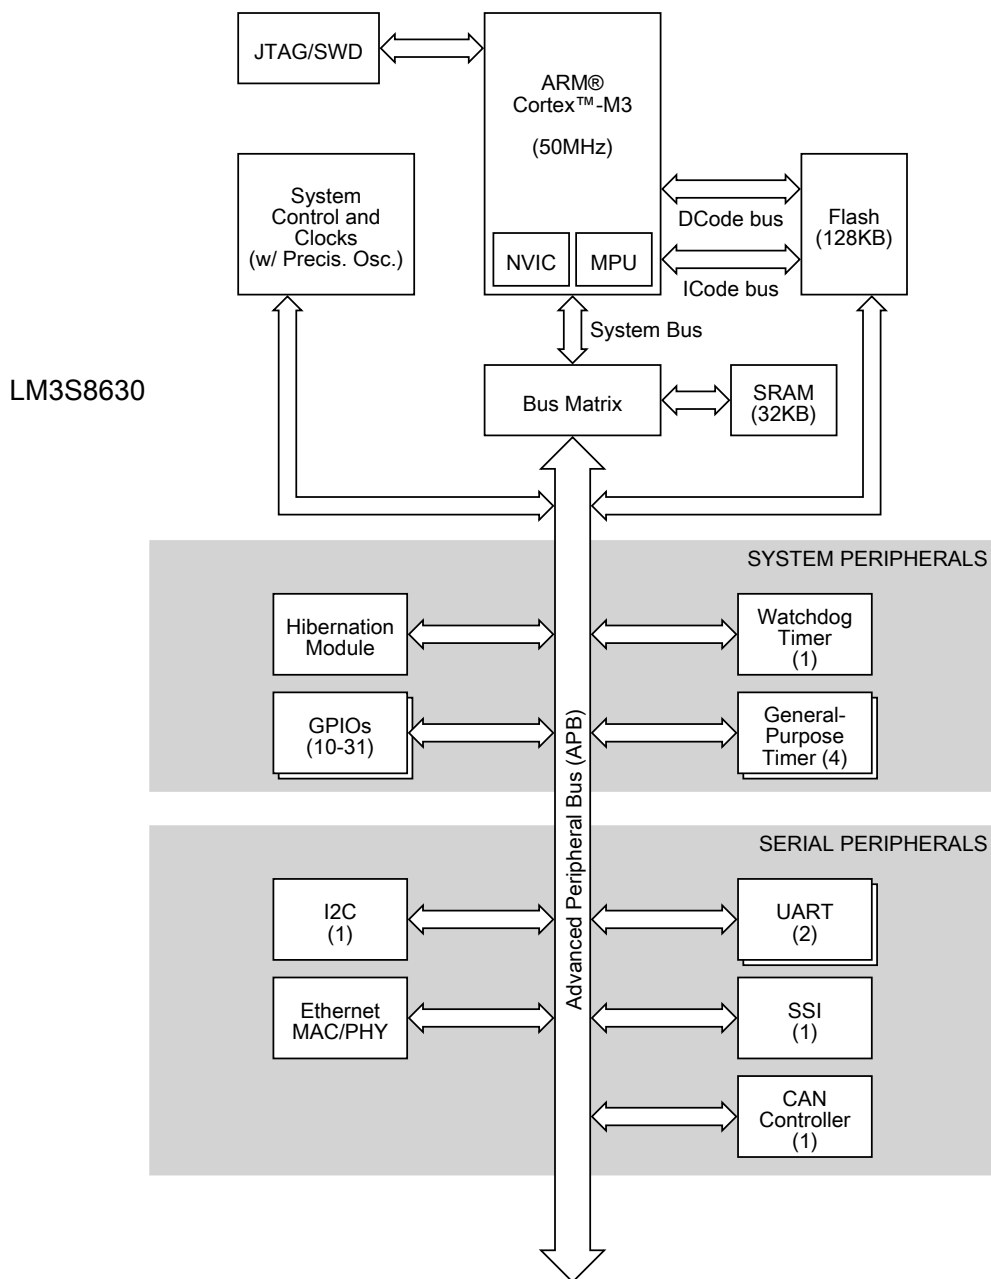 JTAG/SWD
ARM®
Cortex™-M3
(50MHz)
System
Control and
Clocks
(w/ Precis. Osc.)
DCode bus
Flash
(128KB)
NVIC
MPU
ICode bus
System Bus
LM3S8630
Bus Matrix
SRAM
(32KB)
SYSTEM PERIPHERALS
Hibernation
Module
Watchdog
Timer
(1)
GPIOs
(10-31)
General-
Purpose
Timer (4)
Advanced Peripheral Bus (APB)
SERIAL PERIPHERALS
I2C
(1)
UART
(2)
Ethernet
MAC/PHY
SSI
(1)
CAN
Controller
(1)